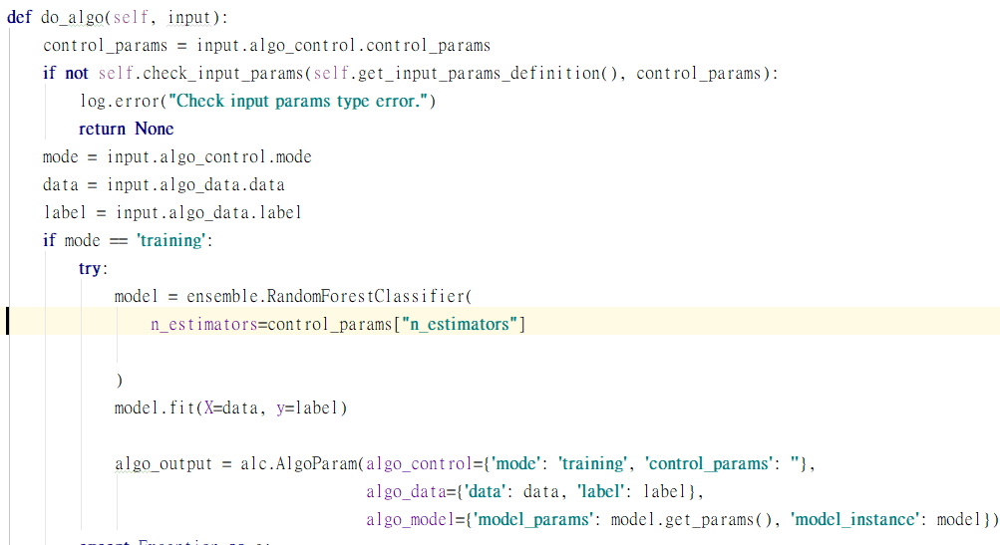 def do_algo(self, input):
    control_params = input.algo_control.control_params
    if not self.check_input_params(self.get_input_params_definition(), control_params):
        log.error("Check input params type error.")
        return None
    mode = input.algo_control.mode
    data = input.algo_data.data
    label = input.algo_data.label
    if mode == 'training':
        try:
            model = ensemble.RandomForestClassifier(
                n_estimators=control_params["n_estimators"]
            )
            model.fit(X=data, y=label)
            algo_output = alc.AlgoParam(algo_control={'mode': 'training', 'control_params': ''},
                                        algo_data={'data': data, 'label': label},
                                        algo_model={'model_params': model.get_params(), 'model_instance': model})
        except Exception as e: